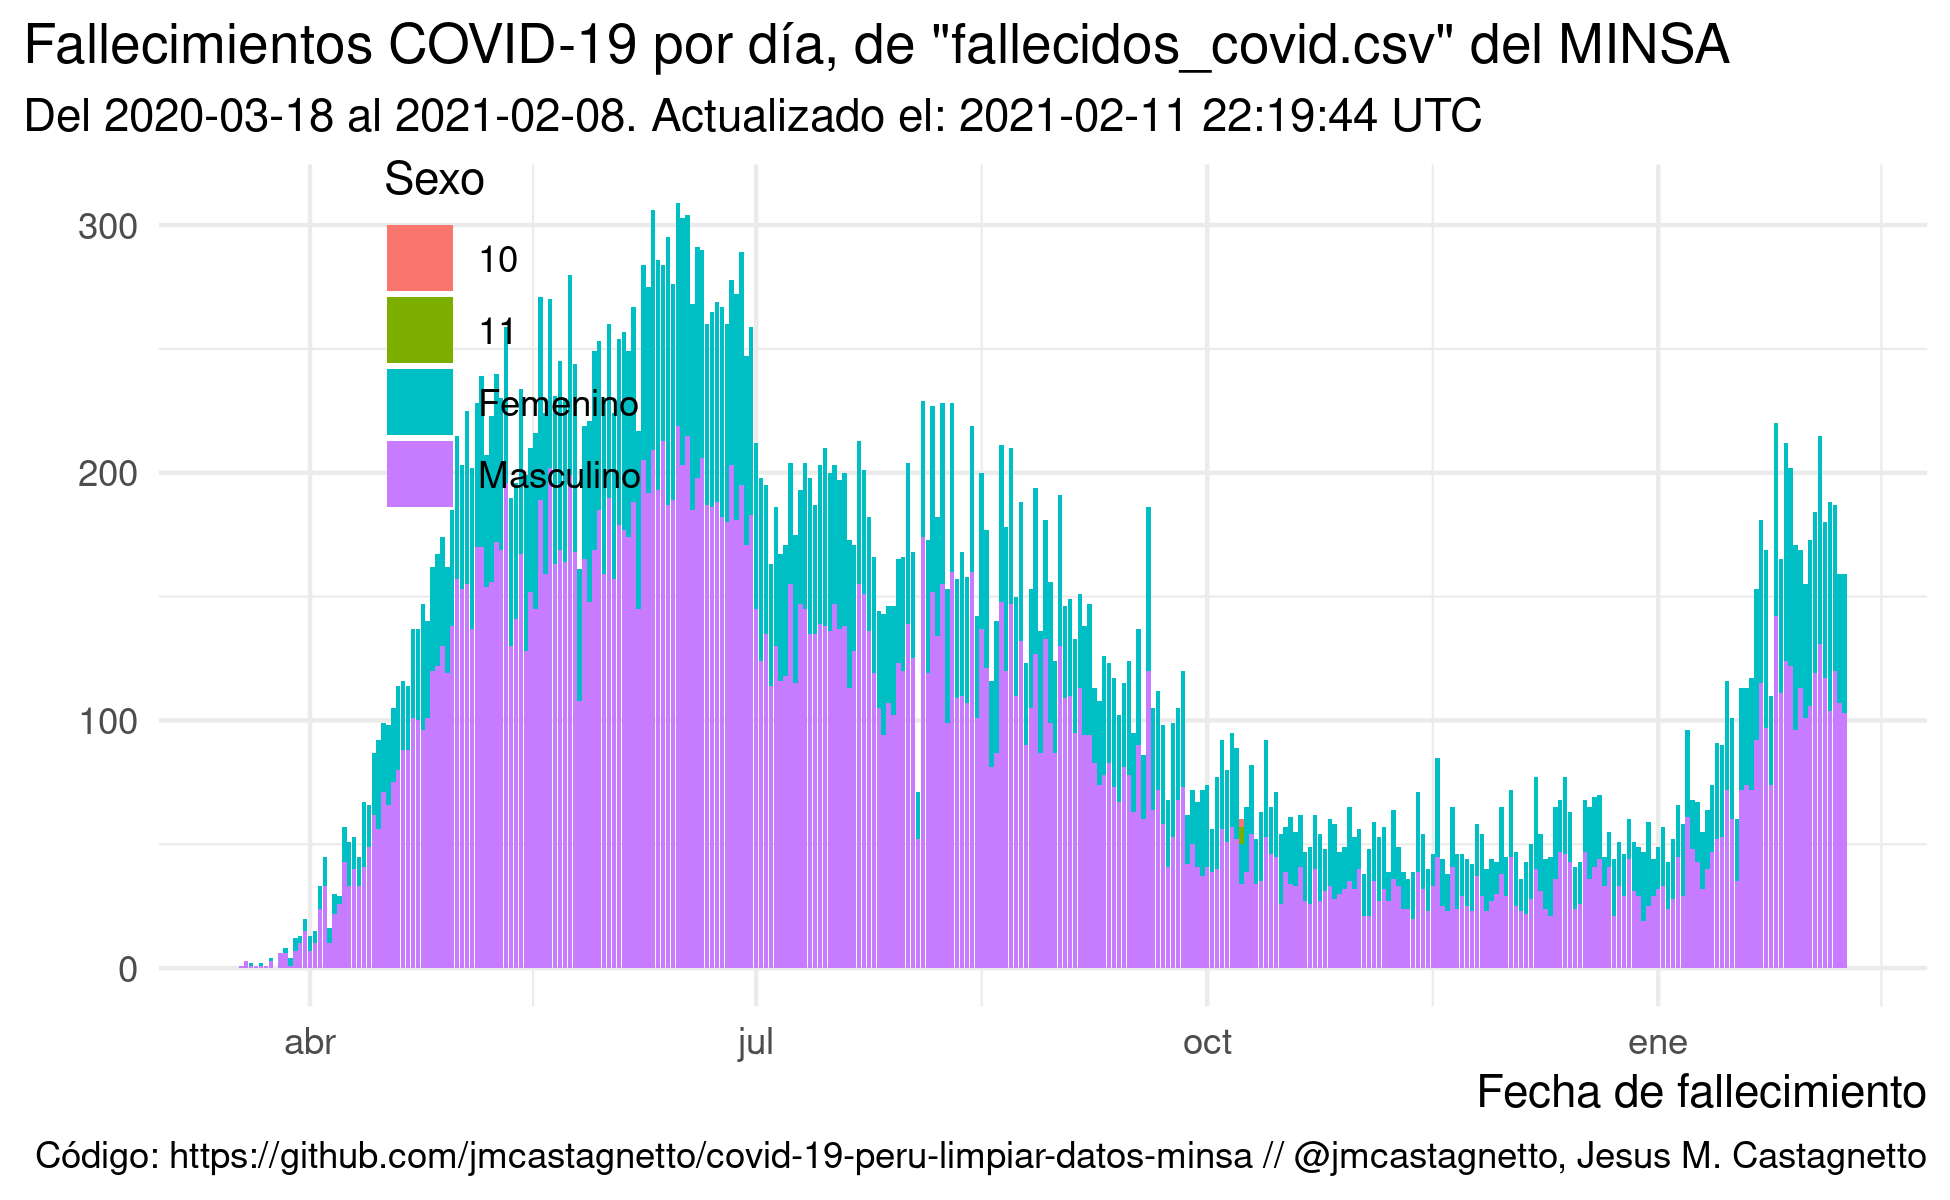 Fallecimientos COVID-19 por día, de "fallecidos_covid.csv" del MINSA
Del 2020-03-18 al 2021-02-08. Actualizado el: 2021-02-11 22:19:44 UTC
Sexo
10
11
Femenino
Masculino
300
200
100
0
abr jul oct ene
Fecha de fallecimiento
Código: https://github.com/jmcastagnetto/covid-19-peru-limpiar-datos-minsa // @jmcastagnetto, Jesus M. Castagnetto